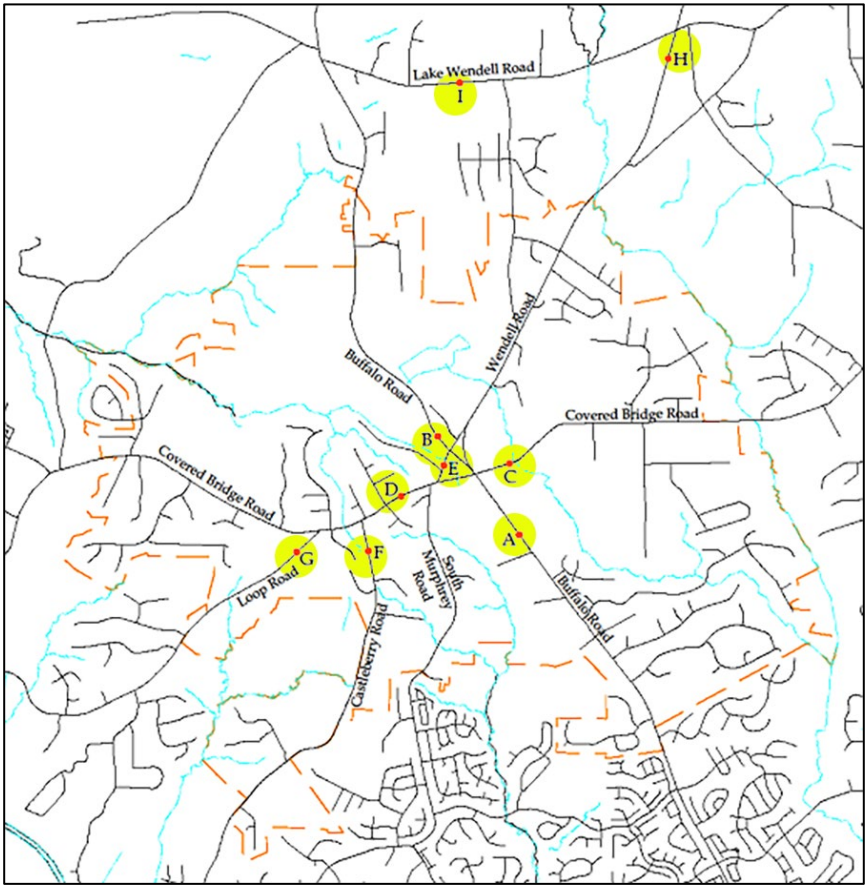 H
Lake Wendell Road
I
Wendell Road
Buffalo Road
Covered Bridge Road
B
E
C
Covered Bridge Road
D
A
F
G
South
Murphrey
Road
Loop Road
Buffalo Road
Castleberry Road